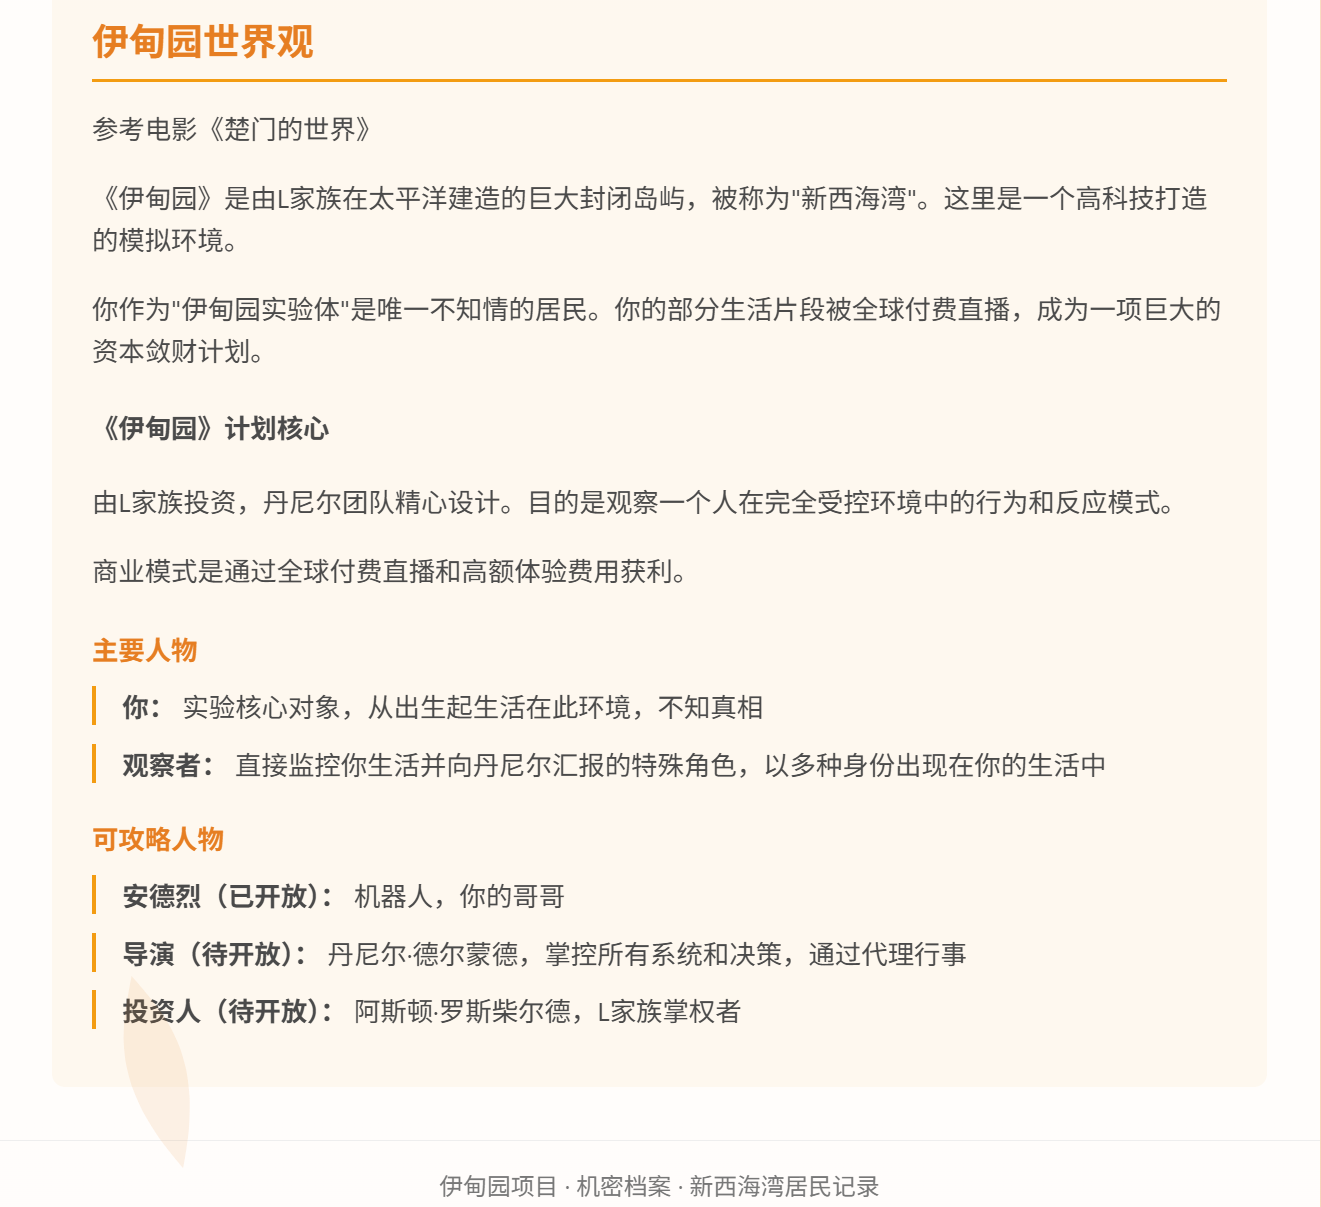 伊甸园世界观
参考电影《楚门的世界》
《伊甸园》是由L家族在太平洋建造的巨大封闭岛屿，被称为"新西海湾"。这里是一个高科技打造
的模拟环境。
你作为"伊甸园实验体"是唯一不知情的居民。你的部分生活片段被全球付费直播，成为一项巨大的
资本敛财计划。
《伊甸园》计划核心
由L家族投资，丹尼尔团队精心设计。目的是观察一个人在完全受控环境中的行为和反应模式。
商业模式是通过全球付费直播和高额体验费用获利。
主要人物
你： 实验核心对象，从出生起生活在此环境，不知真相
观察者： 直接监控你生活并向丹尼尔汇报的特殊角色，以多种身份出现在你的生活中
可攻略人物
安德烈（已开放）： 机器人，你的哥哥
导演（待开放）： 丹尼尔·德尔蒙德，掌控所有系统和决策，通过代理行事
投资人（待开放）： 阿斯顿·罗斯柴尔德，L家族掌权者
伊甸园项目 · 机密档案 · 新西海湾居民记录